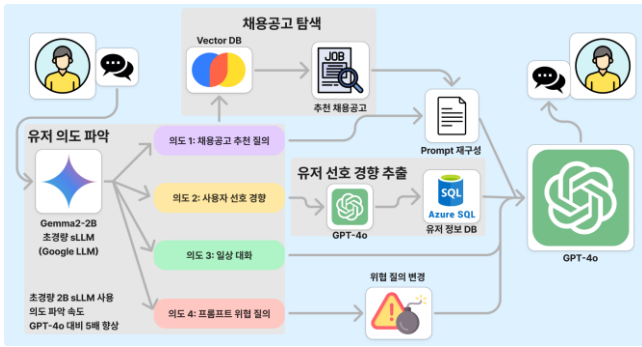 채용공고 탐색
Vector DB
JOB
추천 채용공고
유저 의도 파악
Gemma2-2B
초경량 sLLM
(Google LLM)
초경량 2B sLLM 사용
의도 파악 속도
GPT-4o 대비 5배 향상
의도 1: 채용공고 추천 질의
의도 2: 사용자 선호 경향
의도 3: 일상 대화
의도 4: 프롬프트 위협 질의
Prompt 재구성
유저 선호 경향 추출
GPT-4o
SQL
Azure SQL
유저 정보 DB
위협 질의 변경
GPT-4o